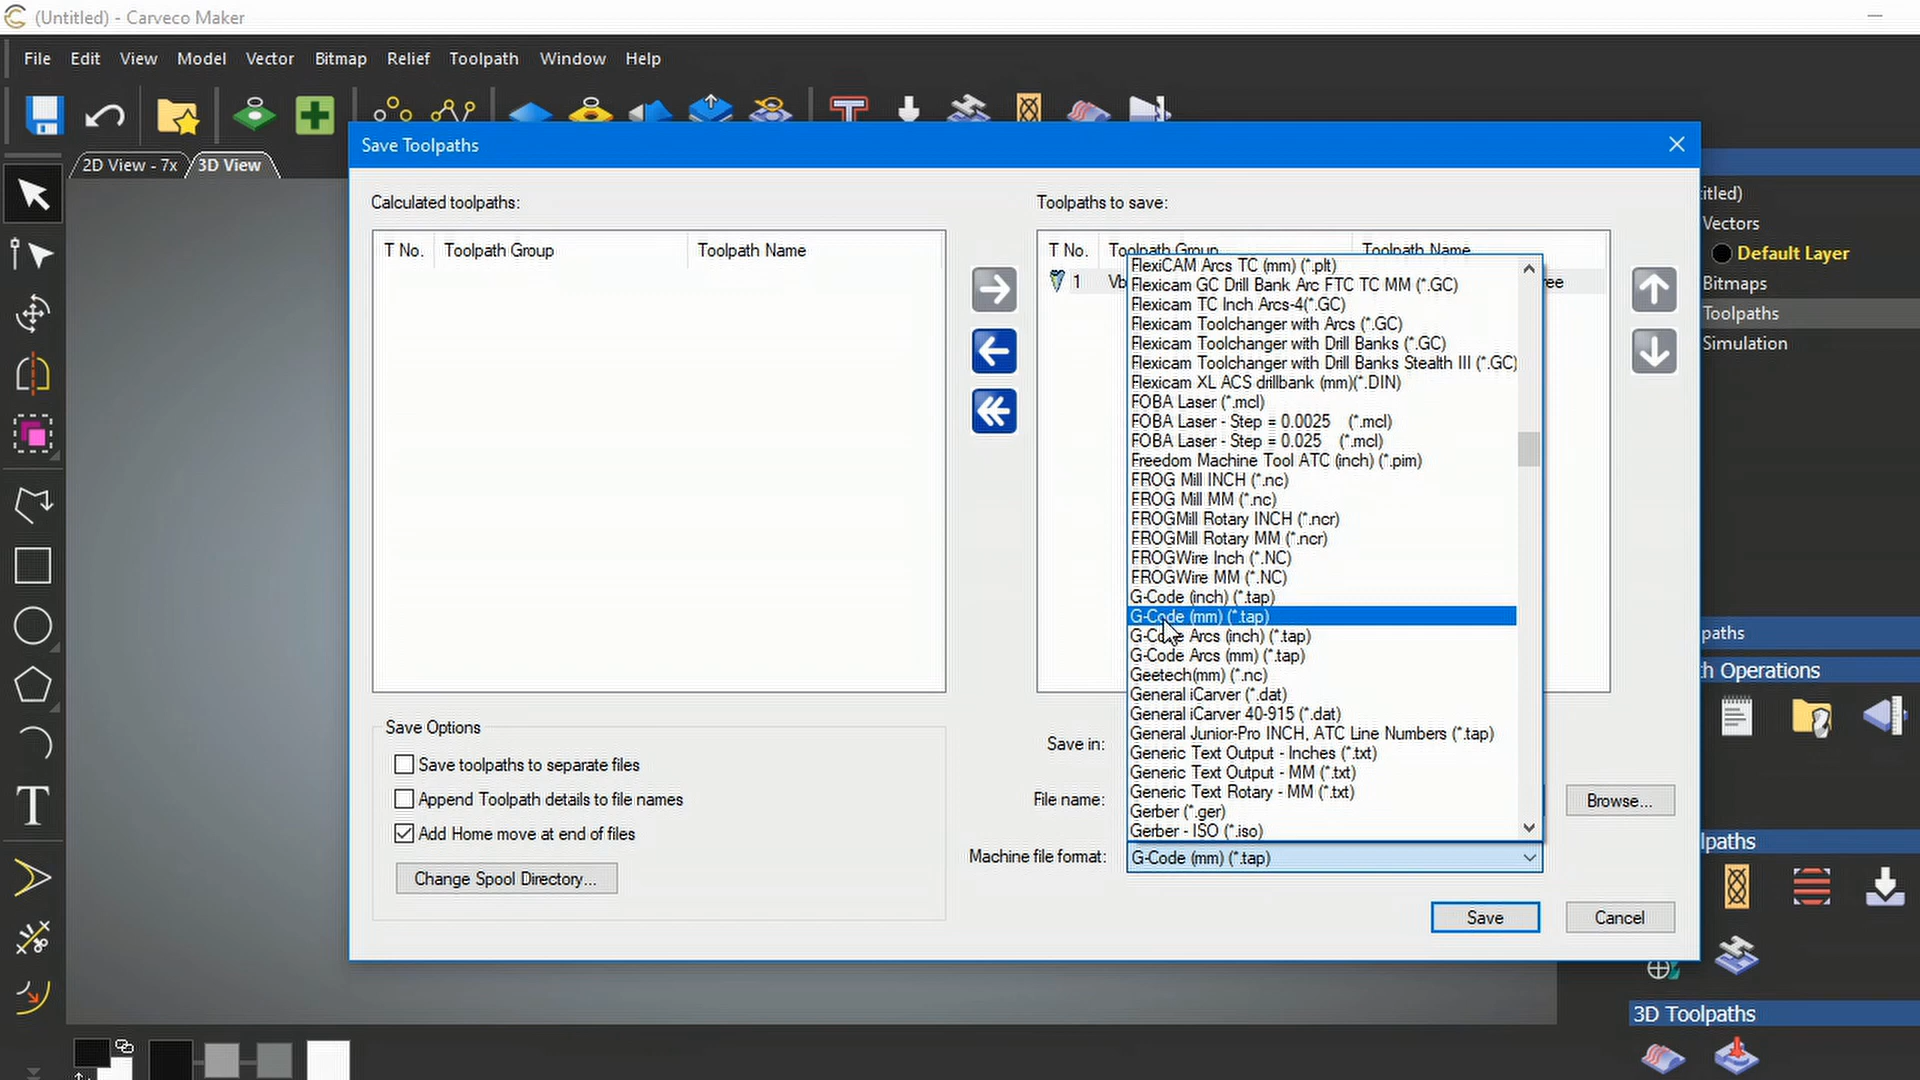 (Untitled) - Carveco Maker
File Edit View Model Vector Bitmap Relief Toolpath Window Help
2D View - 7x 3D View
Save Toolpaths
Calculated toolpaths:
T No. Toolpath Group Toolpath Name
Toolpaths to save:
T No. Toolpath Group Toolpath Name
1 Vb ree
FlexiCAM Arcs TC (mm) (*.plt)
Flexicam GC Drill Bank Arc FTC TC MM (*.GC)
Flexicam TC Inch Arcs-4(*.GC)
Flexicam Toolchanger with Arcs (*.GC)
Flexicam Toolchanger with Drill Banks (*.GC)
Flexicam Toolchanger with Drill Banks Stealth III (*.GC)
Flexicam XL ACS drillbank (mm)(*.DIN)
FOBA Laser (*.mcl)
FOBA Laser - Step = 0.0025 (*.mcl)
FOBA Laser - Step = 0.025 (*.mcl)
Freedom Machine Tool ATC (inch) (*.pim)
FROG Mill INCH (*.nc)
FROG Mill MM (*.nc)
FROGMill Rotary INCH (*.ncr)
FROGMill Rotary MM (*.ncr)
FROGWire Inch (*.NC)
FROGWire MM (*.NC)
G-Code (inch) (*.tap)
G-Code (mm) (*.tap)
G-Code Arcs (inch) (*.tap)
G-Code Arcs (mm) (*.tap)
Geetech(mm) (*.nc)
General iCarver (*.dat)
General iCarver 40-915 (*.dat)
General Junior-Pro INCH, ATC Line Numbers (*.tap)
Generic Text Output - Inches (*.txt)
Generic Text Output - MM (*.txt)
Generic Text Rotary - MM (*.txt)
Gerber (*.ger)
Gerber - ISO (*.iso)
Save Options
Save toolpaths to separate files
Append Toolpath details to file names
Add Home move at end of files
Change Spool Directory...
Save in:
File name:
Browse...
Machine file format: G-Code (mm) (*.tap)
Save Cancel
itled)
Vectors
Default Layer
Bitmaps
Toolpaths
Simulation
paths
h Operations
lpaths
3D Toolpaths
T